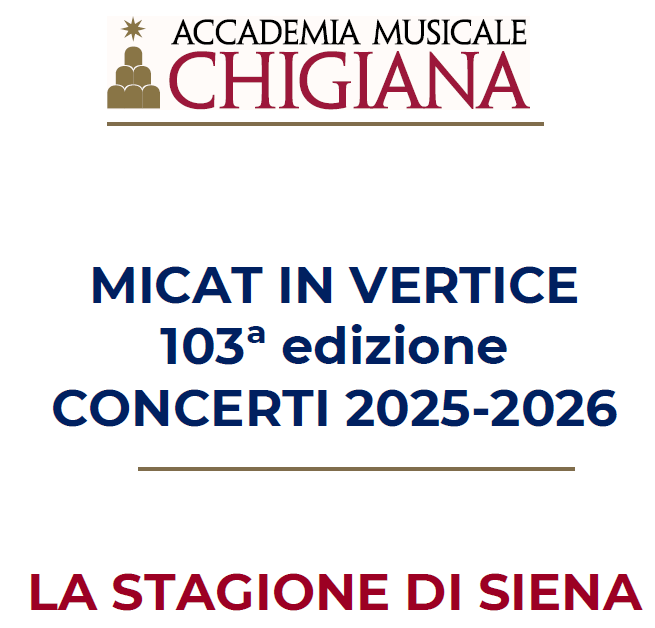 ACCADEMIA MUSICALE
CHIGIANA
MICAT IN VERTICE
103ª edizione
CONCERTI 2025-2026
LA STAGIONE DI SIENA